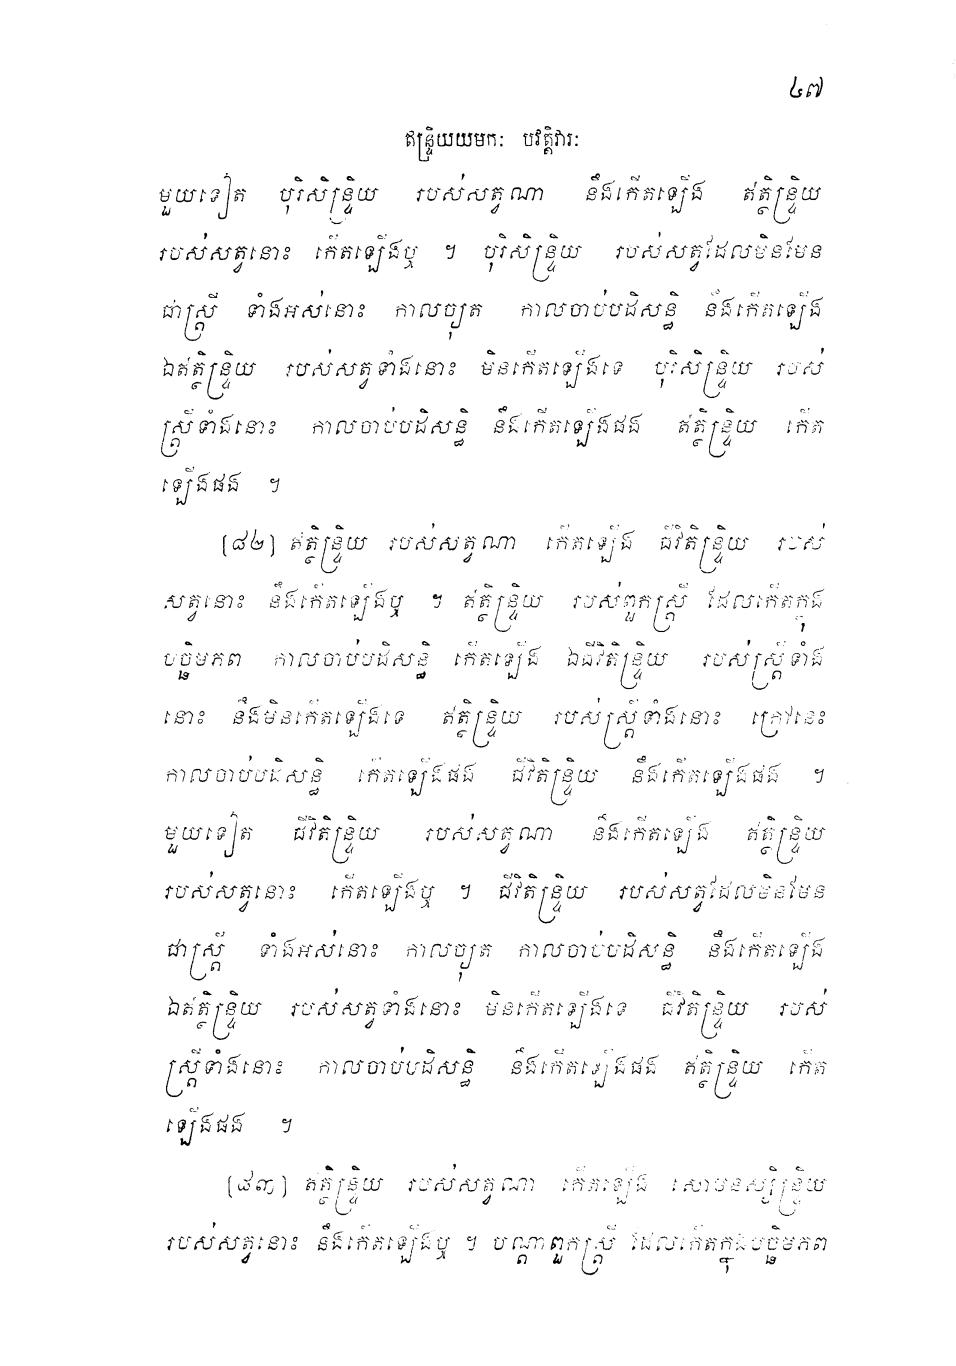 ៤៧
ឥន្ទ្រិយយមកៈ បវត្តិវារៈ
មួយទៀត បុរិសិន្ទ្រិយ របស់សត្វណា នឹងកើតឡើង ឥត្ថិន្ទ្រិយ
របស់សត្វនោះ កើតឡើងឬ ។ បុរិសិន្ទ្រិយ របស់សត្វដែលមិនមែន
ជាស្ត្រី ទាំងអស់នោះ កាលច្យុត កាលចាប់បដិសន្ធិ នឹងកើតឡើង
ឯឥត្ថិន្ទ្រិយ របស់សត្វទាំងនោះ មិនកើតឡើងទេ បុរិសិន្ទ្រិយ របស់
ស្ត្រីទាំងនោះ កាលចាប់បដិសន្ធិ នឹងកើតឡើងផង ឥត្ថិន្ទ្រិយ កើត
ឡើងផង ។
(៨២) ឥត្ថិន្ទ្រិយ របស់សត្វណា កើតឡើង ជីវិតិន្ទ្រិយ របស់
សត្វនោះ នឹងកើតឡើងឬ ។ ឥត្ថិន្ទ្រិយ របស់ពួកស្ត្រី ដែលកើតក្នុង
បច្ឆិមភព កាលចាប់បដិសន្ធិ កើតឡើង ឯជីវិតិន្ទ្រិយ របស់ស្ត្រីទាំង
នោះ នឹងមិនកើតឡើងទេ ឥត្ថិន្ទ្រិយ របស់ស្ត្រីទាំងនោះ ក្រៅនេះ
កាលចាប់បដិសន្ធិ កើតឡើងផង ជីវិតិន្ទ្រិយ នឹងកើតឡើងផង ។
មួយទៀត ជីវិតិន្ទ្រិយ របស់សត្វណា នឹងកើតឡើង ឥត្ថិន្ទ្រិយ
របស់សត្វនោះ កើតឡើងឬ ។ ជីវិតិន្ទ្រិយ របស់សត្វដែលមិនមែន
ជាស្ត្រី ទាំងអស់នោះ កាលច្យុត កាលចាប់បដិសន្ធិ នឹងកើតឡើង
ឯឥត្ថិន្ទ្រិយ របស់សត្វទាំងនោះ មិនកើតឡើងទេ ជីវិតិន្ទ្រិយ របស់
ស្ត្រីទាំងនោះ កាលចាប់បដិសន្ធិ នឹងកើតឡើងផង ឥត្ថិន្ទ្រិយ កើត
ឡើងផង ។
(៨៣) ឥត្ថិន្ទ្រិយ របស់សត្វណា កើតឡើង សោមនស្សិន្ទ្រិយ
របស់សត្វនោះ នឹងកើតឡើងឬ ។ បណ្តាពួកស្ត្រី ដែលកើតក្នុងបច្ឆិមភព